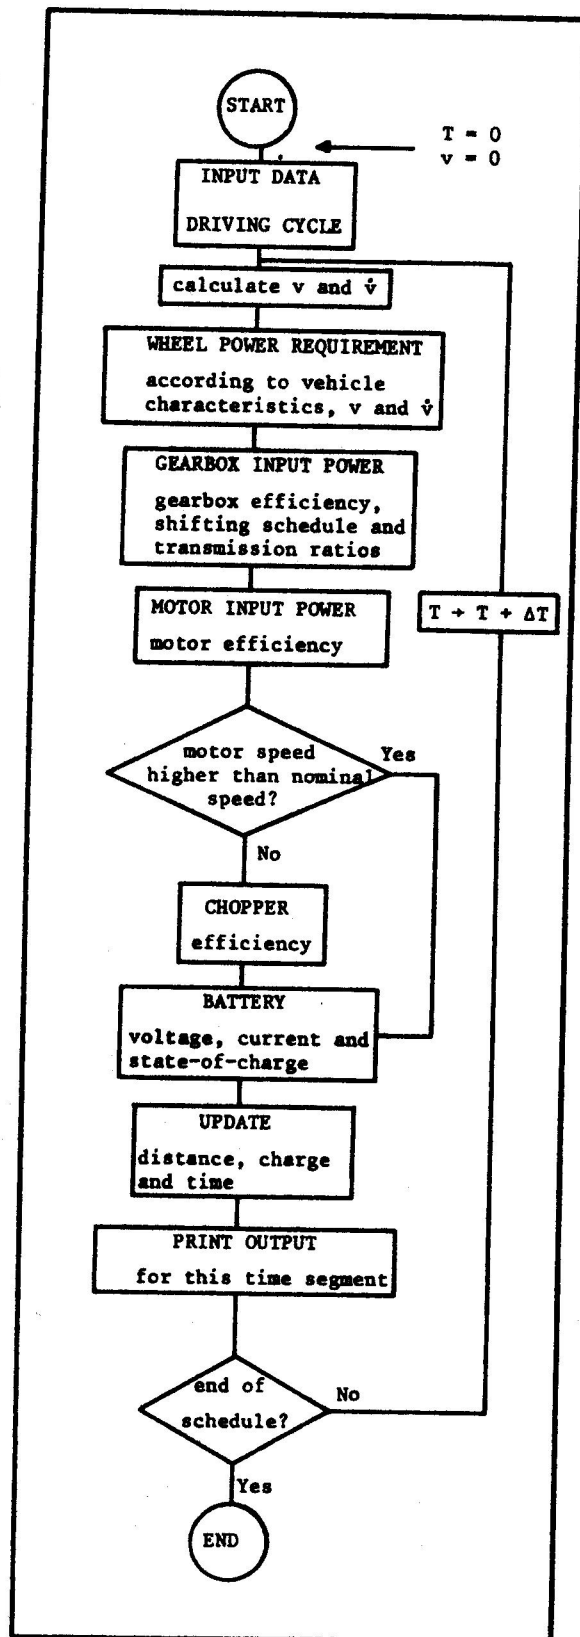 START
T = 0
v = 0
INPUT DATA
DRIVING CYCLE
calculate v and v̇
WHEEL POWER REQUIREMENT
according to vehicle
characteristics, v and v̇
GEARBOX INPUT POWER
gearbox efficiency,
shifting schedule and
transmission ratios
MOTOR INPUT POWER
motor efficiency
T → T + ΔT
motor speed
higher than nominal
speed?
Yes
No
CHOPPER
efficiency
BATTERY
voltage, current and
state-of-charge
UPDATE
distance, charge
and time
PRINT OUTPUT
for this time segment
end of
schedule?
No
Yes
END